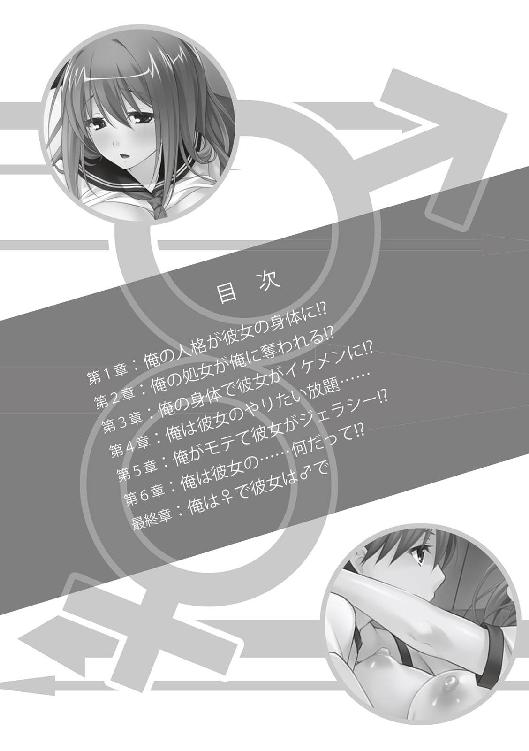 目 次
第1章：俺の人格が彼女の身体に!?
第2章：俺の処女が俺に奪われる!?
第3章：俺の身体で彼女がイケメンに!?
第4章：俺は彼女のやりたい放題……
第5章：俺がモテて彼女がジェラシー!?
第6章：俺は彼女の……何だって!?
最終章：俺は♀で彼女は♂で